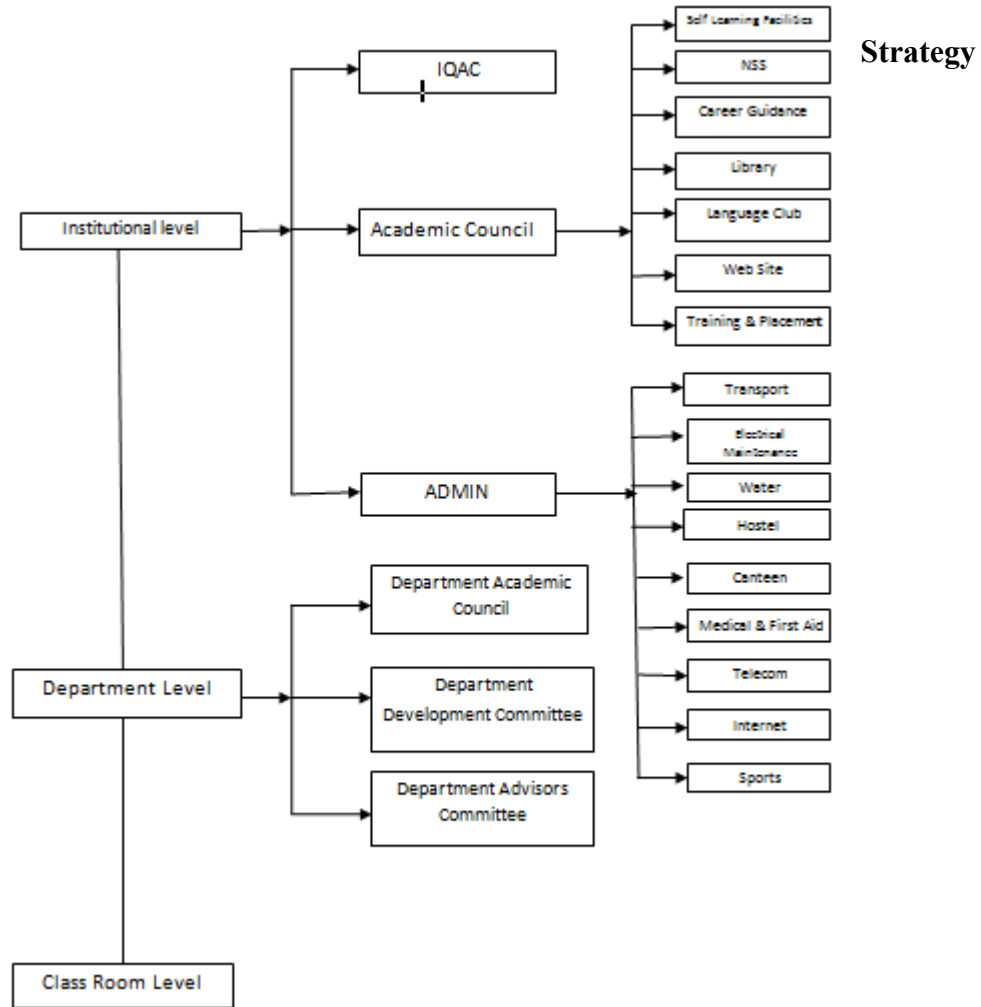 Strategy
Institutional level
IQAC
Academic Council
Self Learning Facilities
NSS
Career Guidance
Library
Language Club
Web Site
Training & Placement
ADMIN
Transport
Electrical
Maintenance
Water
Hostel
Canteen
Medical & First Aid
Telecom
Internet
Sports
Department Level
Department Academic
Council
Department
Development Committee
Department Advisors
Committee
Class Room Level